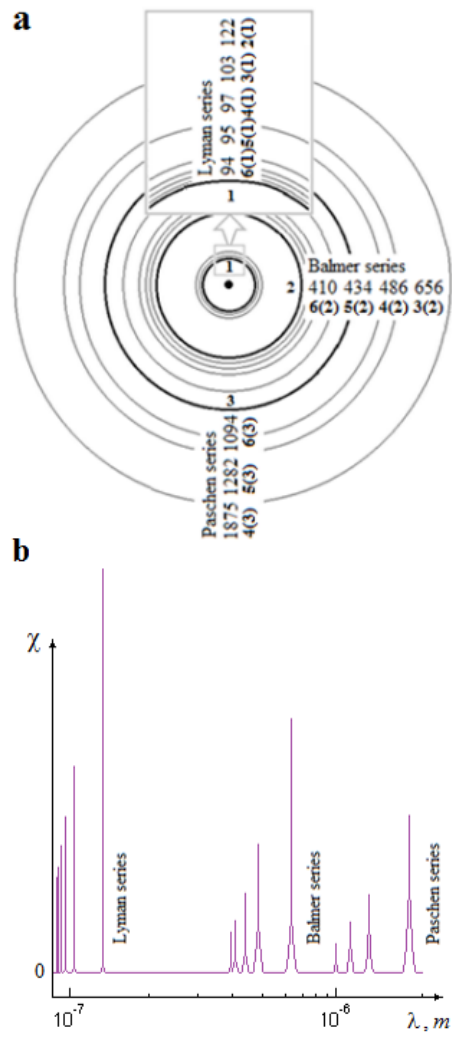 a
Lyman series
94 95 97 103 122
6(1)5(1)4(1) 3(1) 2(1)
1
1
Balmer series
2 410 434 486 656
6(2) 5(2) 4(2) 3(2)
3
Paschen series
1875 1282 1094
4(3) 5(3) 6(3)
b
χ
Lyman series
Balmer series
Paschen series
0
10⁻⁷
10⁻⁶
λ, m